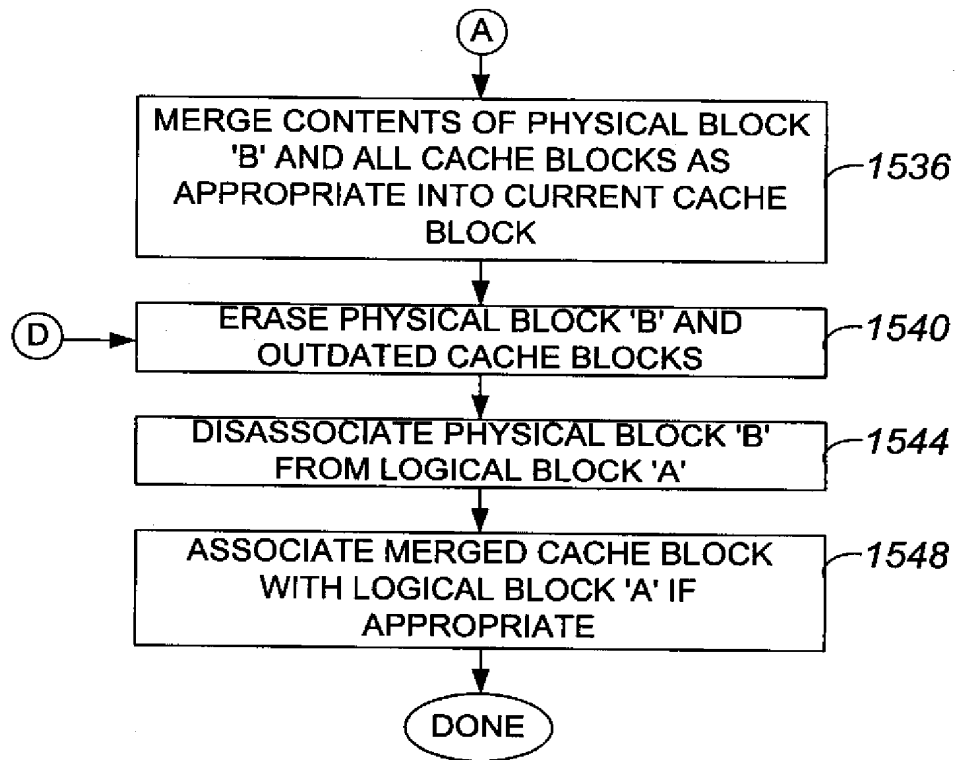 A
MERGE CONTENTS OF PHYSICAL BLOCK
'B' AND ALL CACHE BLOCKS AS
APPROPRIATE INTO CURRENT CACHE
BLOCK
1536
D
ERASE PHYSICAL BLOCK 'B' AND
OUTDATED CACHE BLOCKS
1540
DISASSOCIATE PHYSICAL BLOCK 'B'
FROM LOGICAL BLOCK 'A'
1544
ASSOCIATE MERGED CACHE BLOCK
WITH LOGICAL BLOCK 'A' IF
APPROPRIATE
1548
DONE